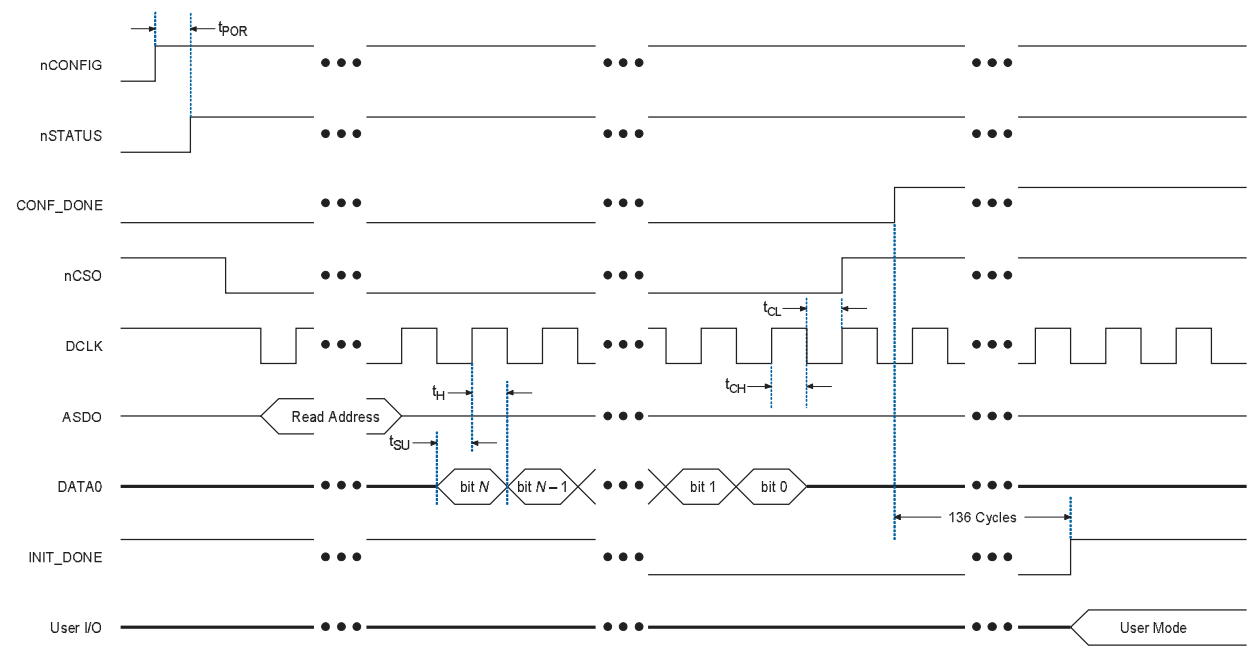 tPOR
nCONFIG
nSTATUS
CONF_DONE
nCSO
tCL
DCLK
tCH
tH
ASDO
Read Address
tSU
DATA0
bit N
bit N – 1
bit 1
bit 0
136 Cycles
INIT_DONE
User I/O
User Mode